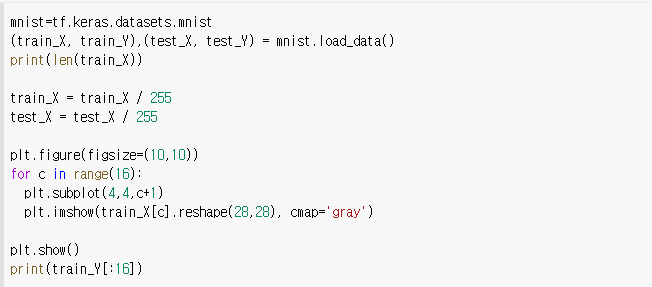 mnist=tf.keras.datasets.mnist
(train_X, train_Y),(test_X, test_Y) = mnist.load_data()
print(len(train_X))
train_X = train_X / 255
test_X = test_X / 255
plt.figure(figsize=(10,10))
for c in range(16):
  plt.subplot(4,4,c+1)
  plt.imshow(train_X[c].reshape(28,28), cmap='gray')
plt.show()
print(train_Y[:16])